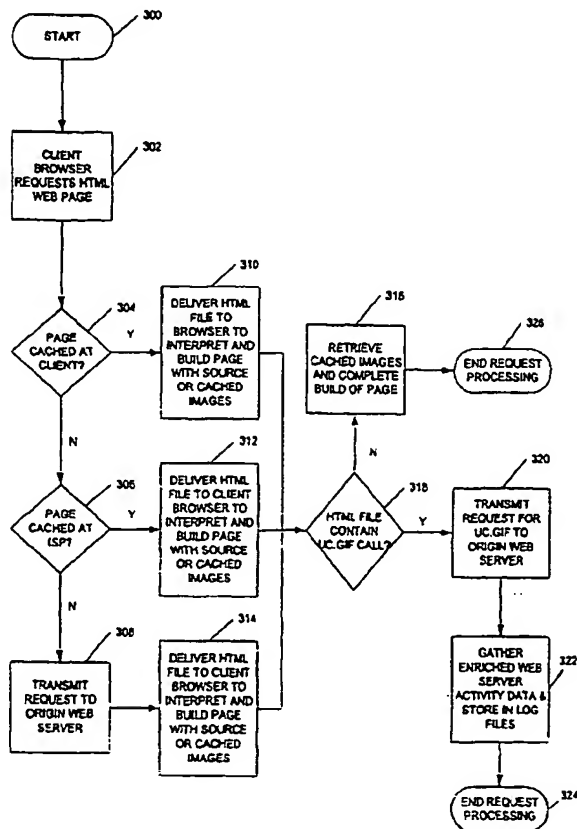 START
300
CLIENT
BROWSER
REQUESTS HTML
WEB PAGE
302
PAGE
CACHED AT
CLIENT?
304
Y
N
310
DELIVER HTML
FILE TO
BROWSER TO
INTERPRET AND
BUILD PAGE
WITH SOURCE
OR CACHED
IMAGES
316
RETRIEVE
CACHED IMAGES
AND COMPLETE
BUILD OF PAGE
326
END REQUEST
PROCESSING
PAGE
CACHED AT
ISP?
306
Y
N
312
DELIVER HTML
FILE TO CLIENT
BROWSER TO
INTERPRET AND
BUILD PAGE
WITH SOURCE
OR CACHED
IMAGES
N
318
HTML FILE
CONTAIN
UC.GIF CALL?
Y
320
TRANSMIT
REQUEST FOR
UC.GIF TO
ORIGIN WEB
SERVER
308
TRANSMIT
REQUEST TO
ORIGIN WEB
SERVER
314
DELIVER HTML
FILE TO CLIENT
BROWSER TO
INTERPRET AND
BUILD PAGE
WITH SOURCE
OR CACHED
IMAGES
GATHER
ENRICHED WEB
SERVER
ACTIVITY DATA &
STORE IN LOG
FILES
322
END REQUEST
PROCESSING
324